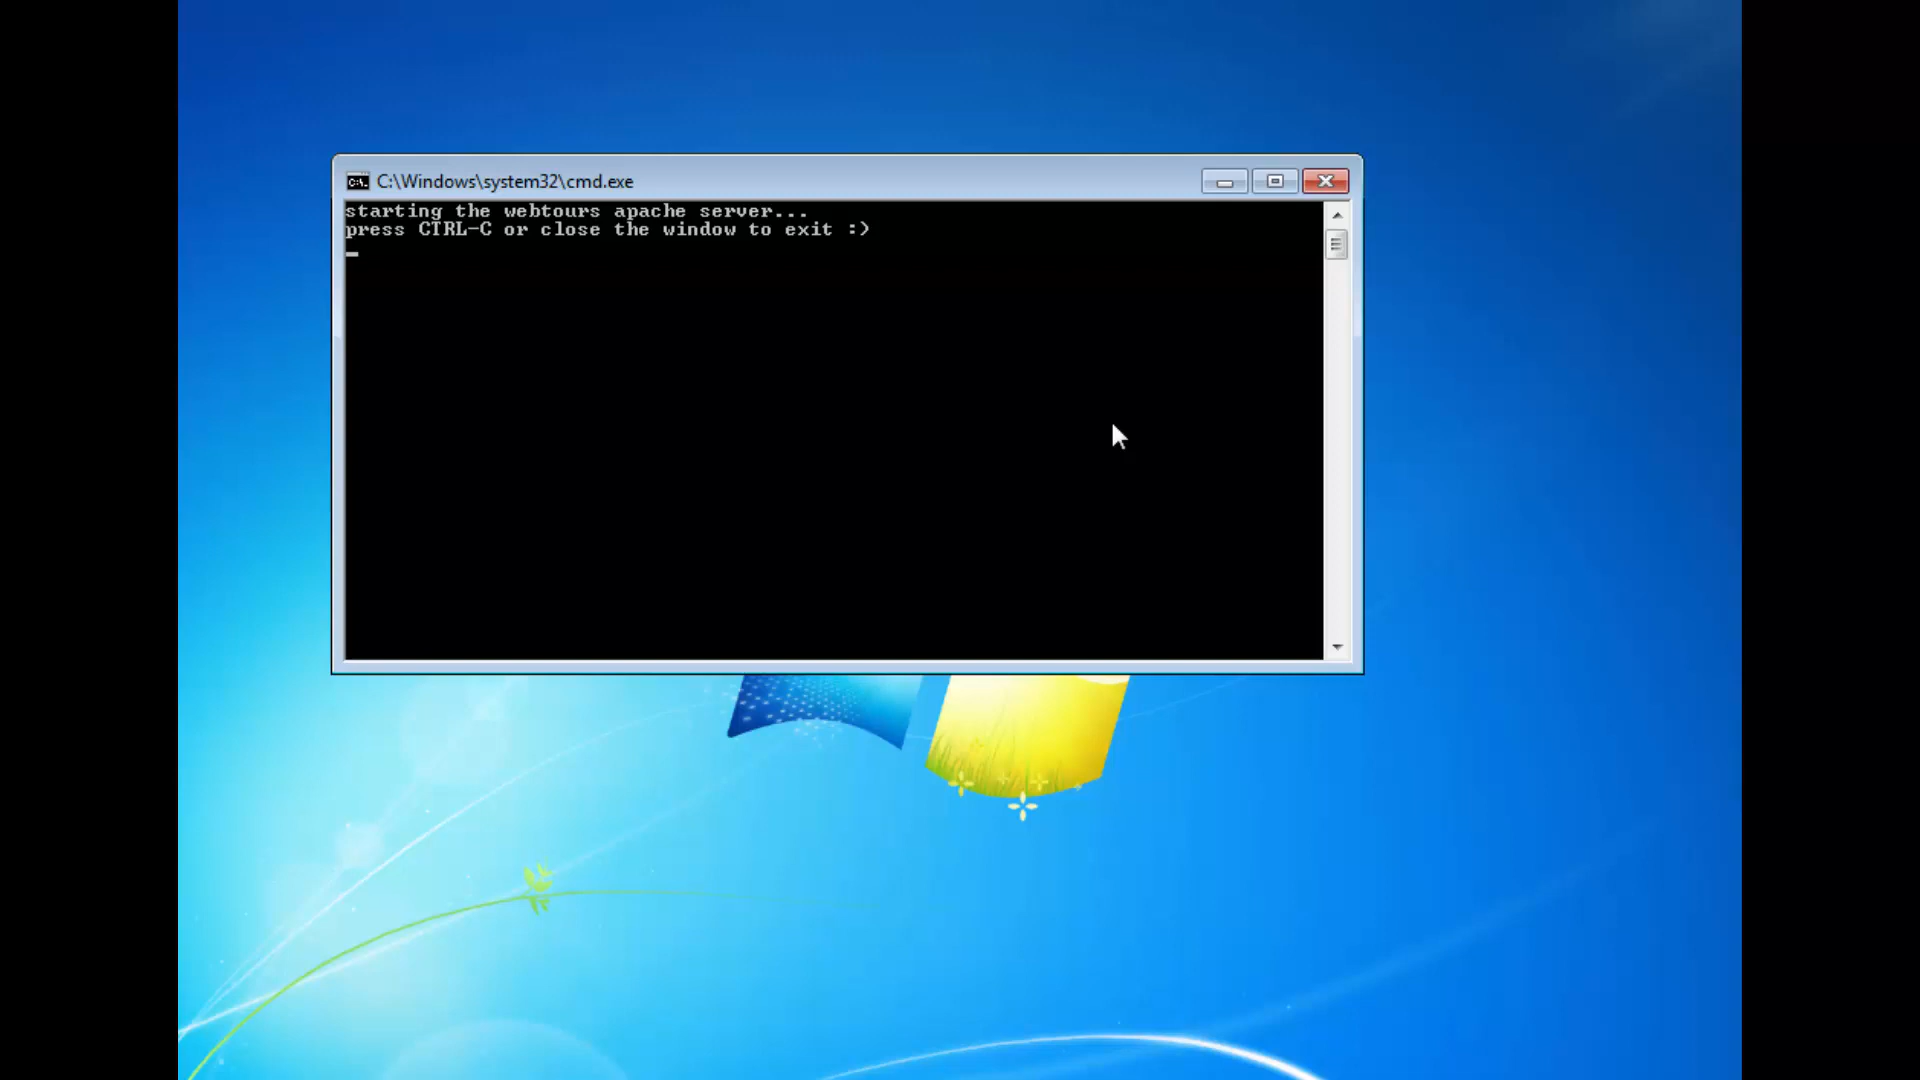 C:\Windows\system32\cmd.exe
starting the webtours apache server...
press CTRL-C or close the window to exit :)